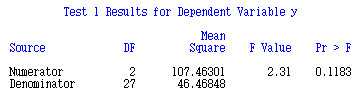 Test 1 Results for Dependent Variable y
Mean
Source DF Square F Value Pr > F
Numerator 2 107.46301 2.31 0.1183
Denominator 27 46.46848